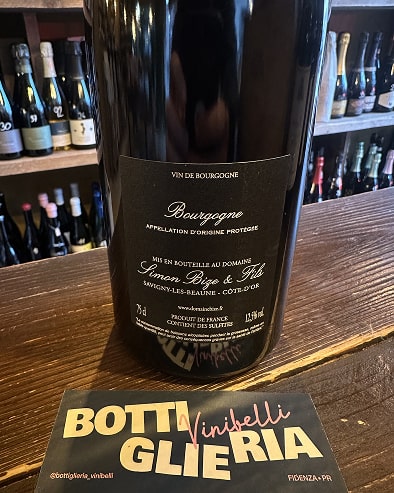 VIN DE BOURGOGNE
Bourgogne
APPELLATION D'ORIGINE PROTÉGÉE
MIS EN BOUTEILLE AU DOMAINE
Simon Bize & Fils
SAVIGNY-LES-BEAUNE - CÔTE-D'OR
www.domainebize.fr
75 cl
PRODUIT DE FRANCE
12,5% vol.
CONTIENT DES SULFITES
BOTTI
Vinibelli
GLIERIA
@bottiglieria_vinibelli
FIDENZA • PR